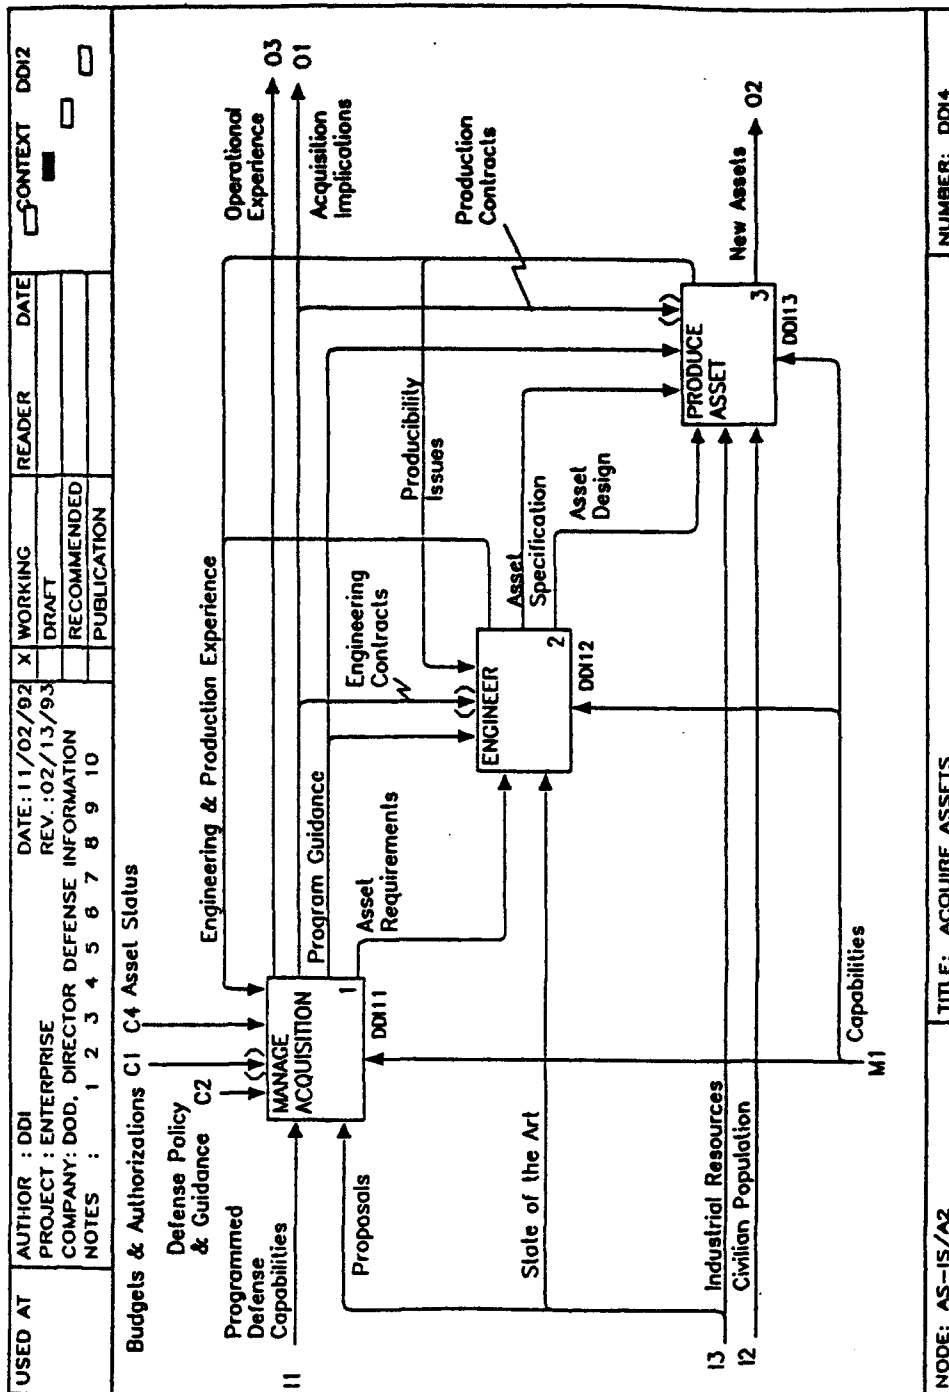 USED AT
AUTHOR : DDI
DATE: 11/02/92
X WORKING
READER DATE
CONTEXT DDI2
PROJECT : ENTERPRISE
REV. :02/13/93
DRAFT
COMPANY: DOD, DIRECTOR DEFENSE INFORMATION
RECOMMENDED
NOTES : 1 2 3 4 5 6 7 8 9 10
PUBLICATION
Budgets & Authorizations C1 C4 Asset Status
Defense Policy
& Guidance C2
Programmed
Defense
Capabilities
I1
Engineering & Production Experience
Operational
Experience
O3
O1
Acquisition
Implications
MANAGE
ACQUISITION
1
DDI11
Program Guidance
Engineering
Contracts
Producibility
Issues
Production
Contracts
Asset
Requirements
Proposals
ENGINEER
2
DDI12
Asset
Specification
Asset
Design
State of the Art
PRODUCE
ASSET
3
DDI13
New Assets O2
I3 Industrial Resources
I2 Civilian Population
Capabilities
M1
NODE: AS-IS/A2
TITLE: ACQUIRE ASSETS
NUMBER: DDI4